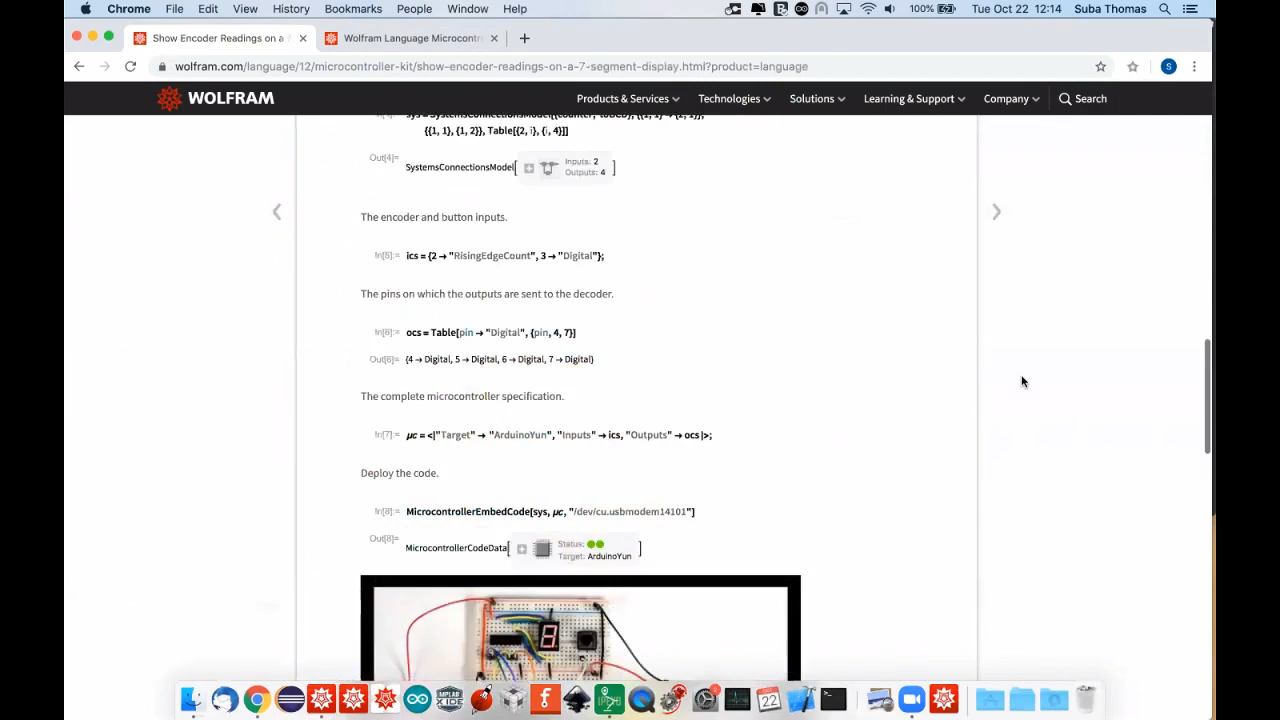 Chrome File Edit View History Bookmarks People Window Help 100% Tue Oct 22 12:14 Suba Thomas
Show Encoder Readings on a
Wolfram Language Microcontr
wolfram.com/language/12/microcontroller-kit/show-encoder-readings-on-a-7-segment-display.html?product=language
S
WOLFRAM Products & Services Technologies Solutions Learning & Support Company Search
{{1, 1}, {1, 2}}, Table[{2, i}, {i, 4}]]
Out[4]=
SystemsConnectionsModel[ Inputs: 2
Outputs: 4 ]
The encoder and button inputs.
In[5]:= ics = {2 → "RisingEdgeCount", 3 → "Digital"};
The pins on which the outputs are sent to the decoder.
In[6]:= ocs = Table[pin → "Digital", {pin, 4, 7}]
Out[6]= {4 → Digital, 5 → Digital, 6 → Digital, 7 → Digital}
The complete microcontroller specification.
In[7]:= μc = <|"Target" → "ArduinoYun", "Inputs" → ics, "Outputs" → ocs|>;
Deploy the code.
In[8]:= MicrocontrollerEmbedCode[sys, μc, "/dev/cu.usbmodem14101"]
Out[8]=
MicrocontrollerCodeData[ Status:
Target: ArduinoYun ]